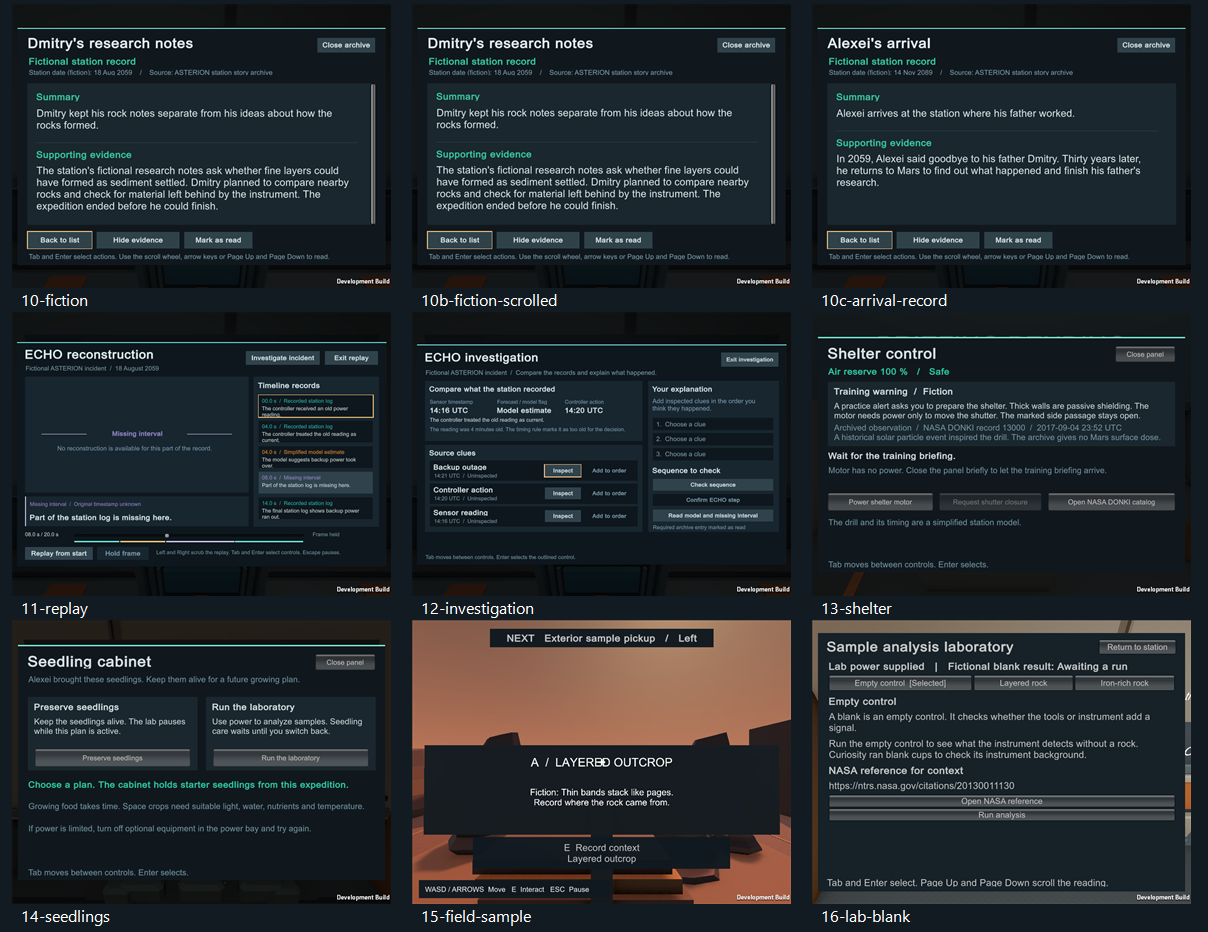 Dmitry's research notes
Close archive
Fictional station record
Station date (fiction): 18 Aug 2059 / Source: ASTERION station story archive
Summary
Dmitry kept his rock notes separate from his ideas about how the
rocks formed.
Supporting evidence
The station's fictional research notes ask whether fine layers could
have formed as sediment settled. Dmitry planned to compare nearby
rocks and check for material left behind by the instrument. The
expedition ended before he could finish.
Back to list
Hide evidence
Mark as read
Tab and Enter select actions. Use the scroll wheel, arrow keys or Page Up and Page Down to read.
Development Build
10-fiction
Dmitry's research notes
Close archive
Fictional station record
Station date (fiction): 18 Aug 2059 / Source: ASTERION station story archive
Summary
Dmitry kept his rock notes separate from his ideas about how the
rocks formed.
Supporting evidence
The station's fictional research notes ask whether fine layers could
have formed as sediment settled. Dmitry planned to compare nearby
rocks and check for material left behind by the instrument. The
expedition ended before he could finish.
Back to list
Hide evidence
Mark as read
Tab and Enter select actions. Use the scroll wheel, arrow keys or Page Up and Page Down to read.
Development Build
10b-fiction-scrolled
Alexei's arrival
Close archive
Fictional station record
Station date (fiction): 14 Nov 2089 / Source: ASTERION station story archive
Summary
Alexei arrives at the station where his father worked.
Supporting evidence
In 2059, Alexei said goodbye to his father Dmitry. Thirty years later,
he returns to Mars to find out what happened and finish his father's
research.
Back to list
Hide evidence
Mark as read
Tab and Enter select actions. Use the scroll wheel, arrow keys or Page Up and Page Down to read.
Development Build
10c-arrival-record
ECHO reconstruction
Investigate incident
Exit replay
Fictional ASTERION incident / 18 August 2059
Missing interval
No reconstruction is available for this part of the record.
Missing interval / Original timestamp unknown
Part of the station log is missing here.
Timeline records
00.0 s / Recorded station log
The controller received an old power
reading.
04.0 s / Recorded station log
The controller treated the old reading as
current.
04.0 s / Simplified model estimate
The model suggests backup power took
over.
08.0 s / Missing interval
Part of the station log is missing here.
14.0 s / Recorded station log
The final station log shows backup power
ran out.
08.0 s / 20.0 s
Frame held
Replay from start
Hold frame
Left and Right scrub the replay. Tab and Enter select controls. Escape pauses.
Development Build
11-replay
ECHO investigation
Exit investigation
Fictional ASTERION incident / Compare the records and explain what happened.
Compare what the station recorded
Sensor timestamp
14:16 UTC
Forecast / model flag
Model estimate
Controller action
14:20 UTC
The controller treated the old reading as current.
The reading was 4 minutes old. The timing rule marks it as too old for the decision.
Source clues
Backup outage
14:21 UTC / Uninspected
Inspect
Add to order
Controller action
14:20 UTC / Uninspected
Inspect
Add to order
Sensor reading
14:16 UTC / Uninspected
Inspect
Add to order
Your explanation
Add inspected clues in the order you
think they happened.
1. Choose a clue
2. Choose a clue
3. Choose a clue
Sequence to check
Check sequence
Confirm ECHO step
Read model and missing interval
Required archive entry marked as read
Tab moves between controls. Enter selects the outlined control.
Development Build
12-investigation
Shelter control
Close panel
Air reserve 100 % / Safe
Training warning / Fiction
A practice alert asks you to prepare the shelter. Thick walls are passive shielding. The
motor needs power only to move the shutter. The marked side passage stays open.
Archived observation / NASA DONKI record 13000 / 2017-09-04 23:52 UTC
A historical solar particle event inspired the drill. The archive gives no Mars surface dose.
Wait for the training briefing.
Motor has no power. Close the panel briefly to let the training briefing arrive.
Power shelter motor
Request shutter closure
Open NASA DONKI catalog
The drill and its timing are a simplified station model.
Tab moves between controls. Enter selects.
Development Build
13-shelter
Seedling cabinet
Close panel
Alexei brought these seedlings. Keep them alive for a future growing plan.
Preserve seedlings
Keep the seedlings alive. The lab pauses
while this plan is active.
Preserve seedlings
Run the laboratory
Use power to analyze samples. Seedling
care waits until you switch back.
Run the laboratory
Choose a plan. The cabinet holds starter seedlings from this expedition.
Growing food takes time. Space crops need suitable light, water, nutrients and temperature.
If power is limited, turn off optional equipment in the power bay and try again.
Tab moves between controls. Enter selects.
Development Build
14-seedlings
NEXT Exterior sample pickup / Left
A / LAYERED OUTCROP
Fiction: Thin bands stack like pages.
Record where the rock came from.
E Record context
Layered outcrop
WASD / ARROWS Move E Interact ESC Pause
Development Build
15-field-sample
Sample analysis laboratory
Return to station
Lab power supplied | Fictional blank result: Awaiting a run
Empty control [Selected]
Layered rock
Iron-rich rock
Empty control
A blank is an empty control. It checks whether the tools or instrument add a
signal.
Run the empty control to see what the instrument detects without a rock.
Curiosity ran blank cups to check its instrument background.
NASA reference for context
https://ntrs.nasa.gov/citations/20130011130
Open NASA reference
Run analysis
Tab and Enter select. Page Up and Page Down scroll the reading.
Development Build
16-lab-blank